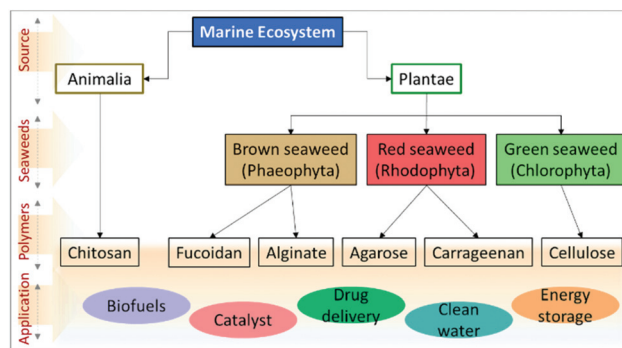 Source
Marine Ecosystem
Animalia
Plantae
Seaweeds
Brown seaweed
(Phaeophyta)
Red seaweed
(Rhodophyta)
Green seaweed
(Chlorophyta)
Polymers
Chitosan
Fucoidan
Alginate
Agarose
Carrageenan
Cellulose
Application
Biofuels
Catalyst
Drug
delivery
Clean
water
Energy
storage